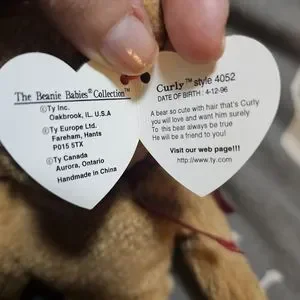 The Beanie Babies® Collection™
©Ty Inc.
Oakbrook, IL. U.S.A
©Ty Europe Ltd.
Fareham, Hants
PO15 5TX
©Ty Canada
Aurora, Ontario
Handmade in China
Curly™ style 4052
DATE OF BIRTH : 4-12-96
A bear so cute with hair that's Curly
you will love and want him surely
To this bear always be true
He will be a friend to you!
Visit our web page!!!
http://www.ty.com